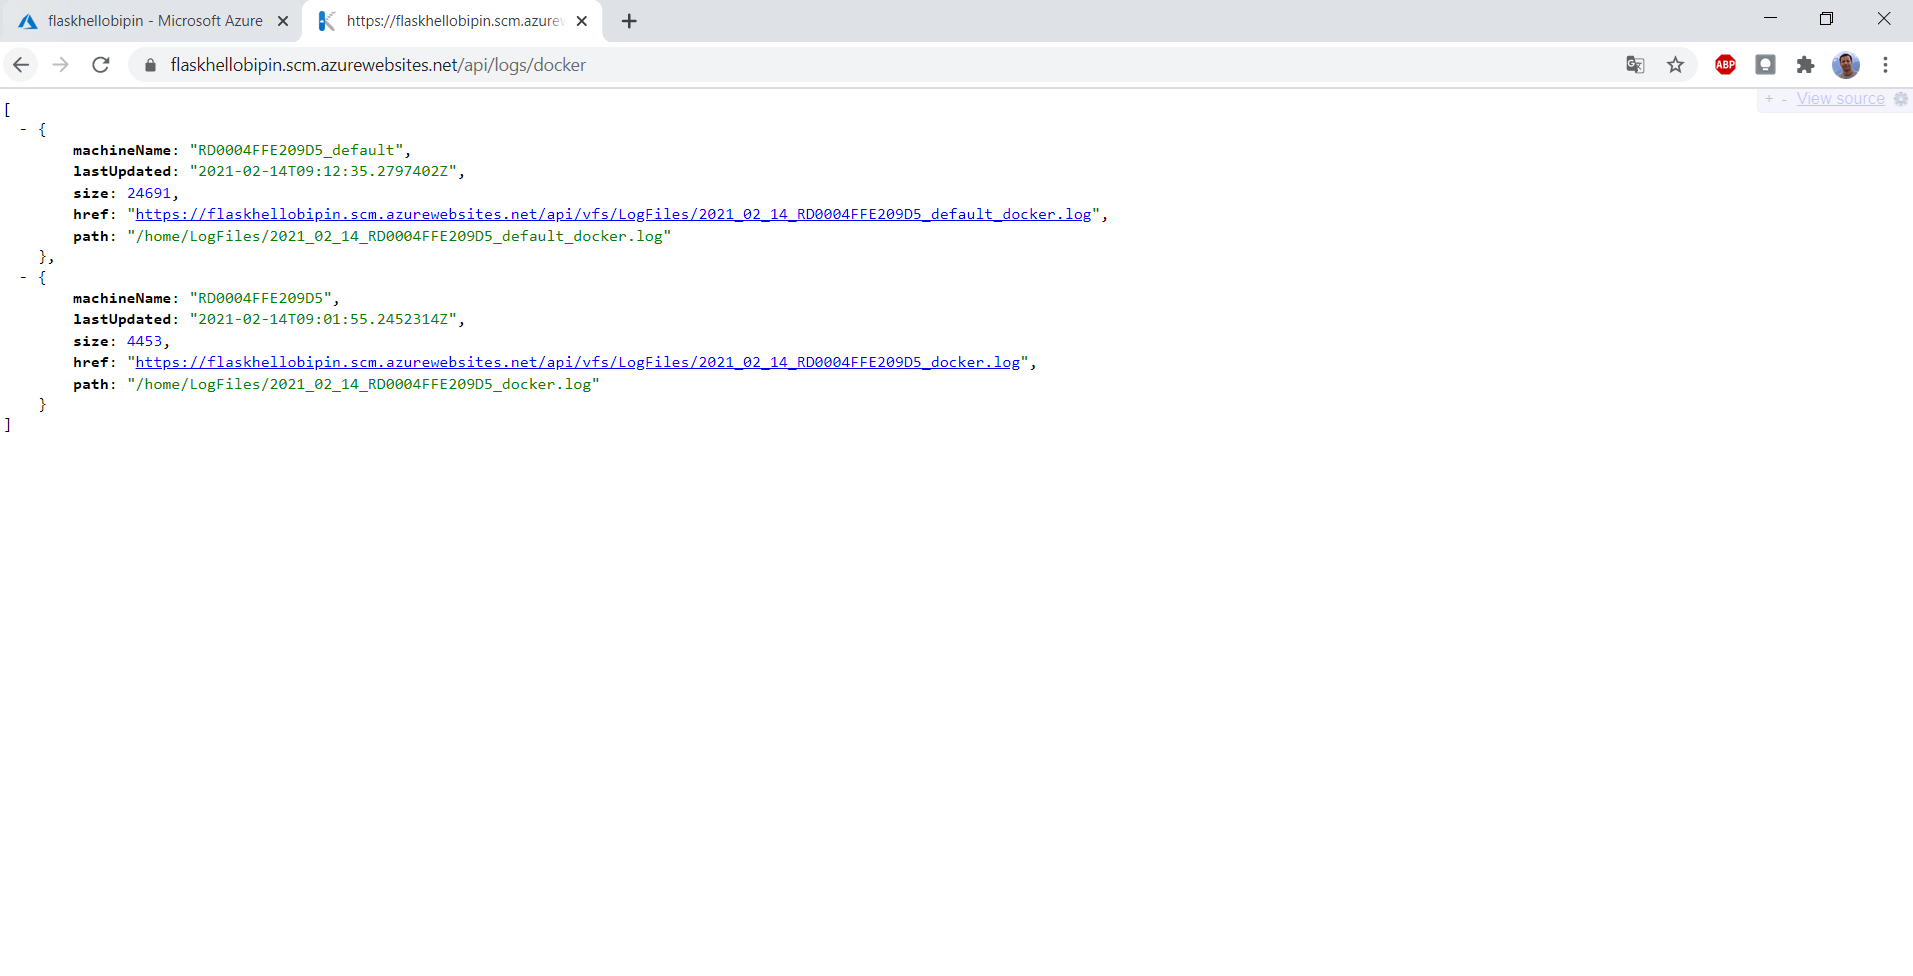 flaskhellobipin - Microsoft Azure
https://flaskhellobipin.scm.azurew
flaskhellobipin.scm.azurewebsites.net/api/logs/docker
ABP
+ - View source
[
- {
machineName: "RD0004FFE209D5_default",
lastUpdated: "2021-02-14T09:12:35.2797402Z",
size: 24691,
href: "https://flaskhellobipin.scm.azurewebsites.net/api/vfs/LogFiles/2021_02_14_RD0004FFE209D5_default_docker.log",
path: "/home/LogFiles/2021_02_14_RD0004FFE209D5_default_docker.log"
},
- {
machineName: "RD0004FFE209D5",
lastUpdated: "2021-02-14T09:01:55.2452314Z",
size: 4453,
href: "https://flaskhellobipin.scm.azurewebsites.net/api/vfs/LogFiles/2021_02_14_RD0004FFE209D5_docker.log",
path: "/home/LogFiles/2021_02_14_RD0004FFE209D5_docker.log"
}
]